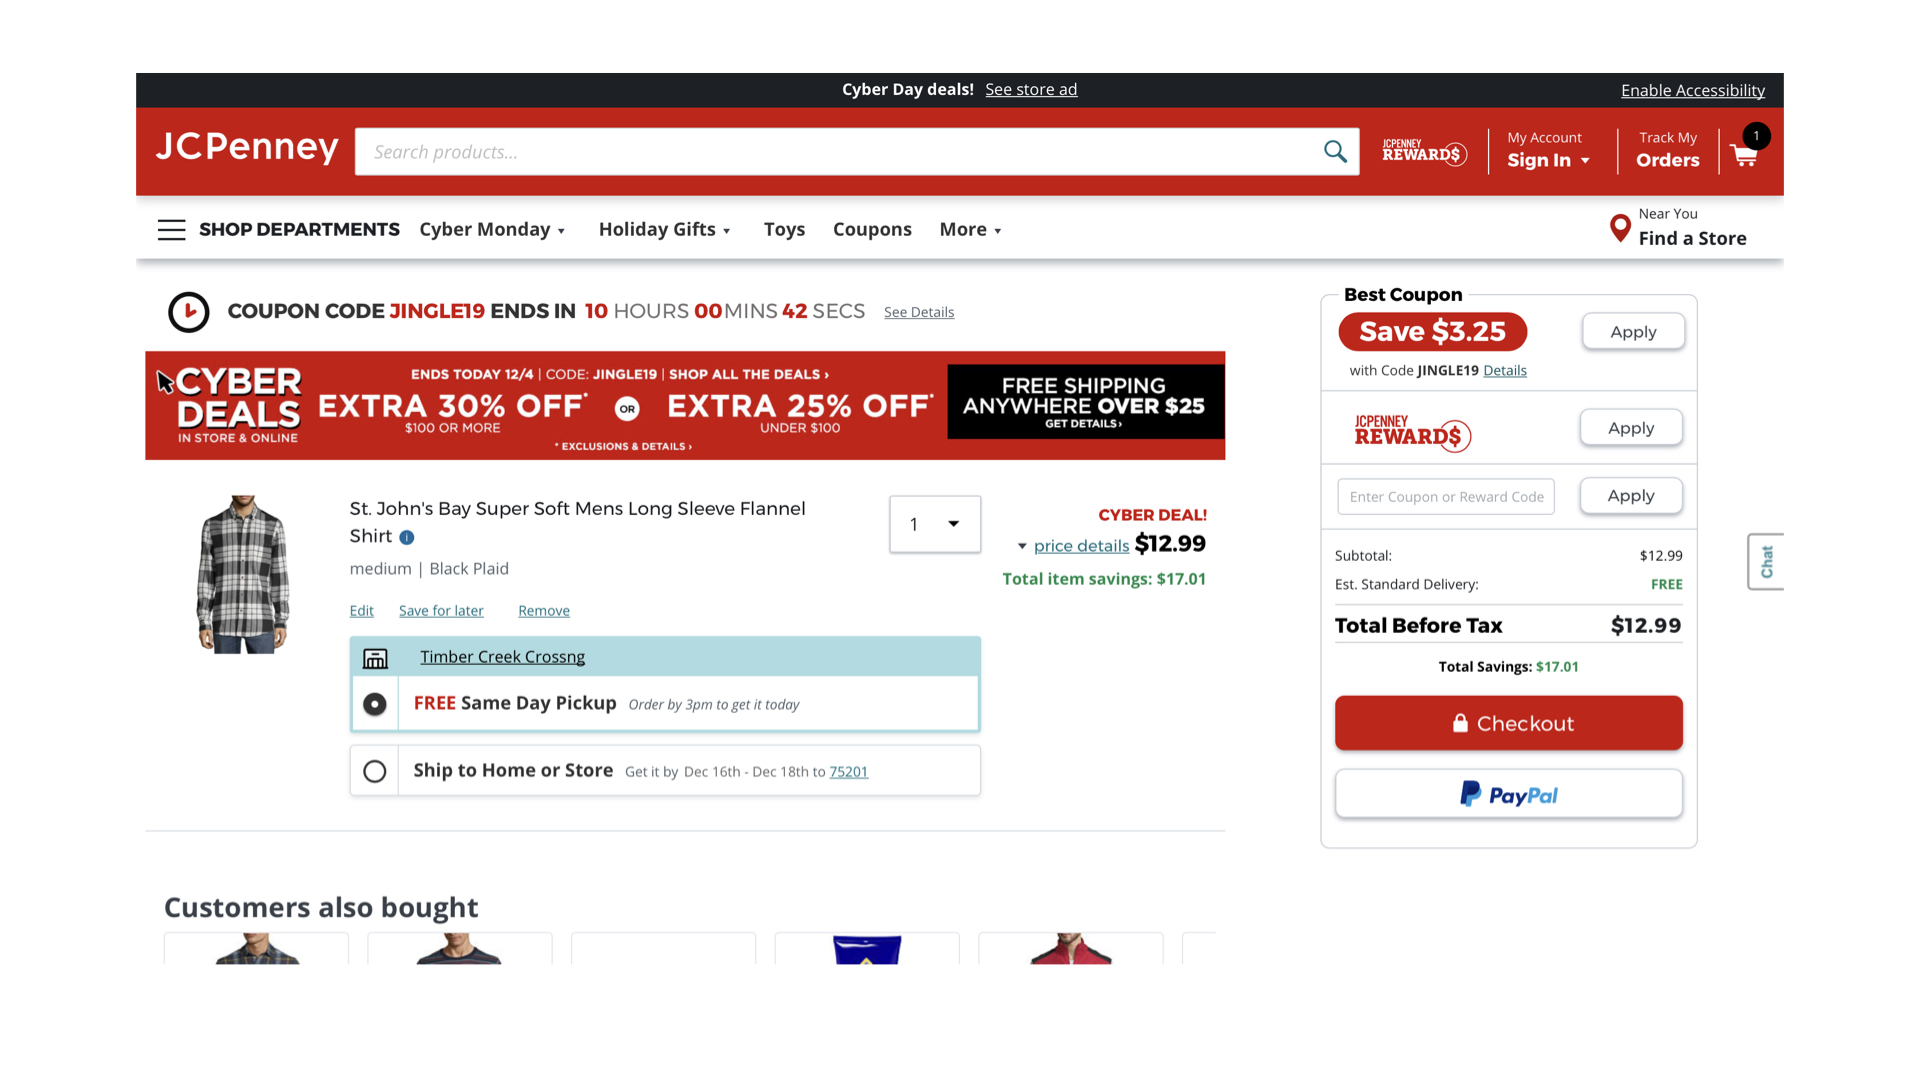 Cyber Day deals! See store ad
Enable Accessibility
JCPenney
Search products...
JCPENNEY
REWARD$
My Account
Sign In
Track My
Orders
1
SHOP DEPARTMENTS
Cyber Monday
Holiday Gifts
Toys
Coupons
More
Near You
Find a Store
COUPON CODE JINGLE19 ENDS IN 10 HOURS 00 MINS 42 SECS See Details
CYBER
DEALS
IN STORE & ONLINE
ENDS TODAY 12/4 | CODE: JINGLE19 | SHOP ALL THE DEALS ›
EXTRA 30% OFF*
$100 OR MORE
OR
EXTRA 25% OFF*
UNDER $100
* EXCLUSIONS & DETAILS ›
FREE SHIPPING
ANYWHERE OVER $25
GET DETAILS›
St. John's Bay Super Soft Mens Long Sleeve Flannel
Shirt i
medium | Black Plaid
Edit Save for later Remove
1
CYBER DEAL!
price details $12.99
Total item savings: $17.01
Timber Creek Crossng
FREE Same Day Pickup Order by 3pm to get it today
Ship to Home or Store Get it by Dec 16th - Dec 18th to 75201
Customers also bought
Best Coupon
Save $3.25
Apply
with Code JINGLE19 Details
JCPENNEY
REWARD$
Apply
Enter Coupon or Reward Code
Apply
Subtotal: $12.99
Est. Standard Delivery: FREE
Total Before Tax $12.99
Total Savings: $17.01
Checkout
PayPal
Chat